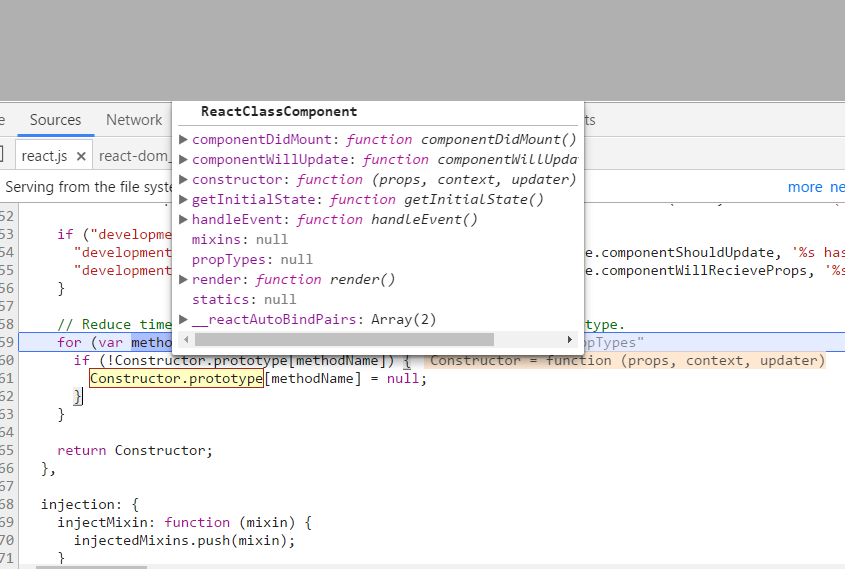 ReactClassComponent
Sources Network ts
componentDidMount: function componentDidMount()
react.js × react-dom_
componentWillUpdate: function componentWillUpda
constructor: function (props, context, updater)
Serving from the file syste more ne
getInitialState: function getInitialState()
52
handleEvent: function handleEvent()
53 if ("developme
mixins: null
54 "development e.componentShouldUpdate, '%s has
propTypes: null
55 "development e.componentWillRecieveProps, '%s
render: function render()
56 }
statics: null
57
__reactAutoBindPairs: Array(2)
58 // Reduce time type.
59 for (var metho opTypes"
60 if (!Constructor.prototype[methodName]) { Constructor = function (props, context, updater)
61 Constructor.prototype[methodName] = null;
62 }
63 }
64
65 return Constructor;
66 },
67
68 injection: {
69 injectMixin: function (mixin) {
70 injectedMixins.push(mixin);
71 }